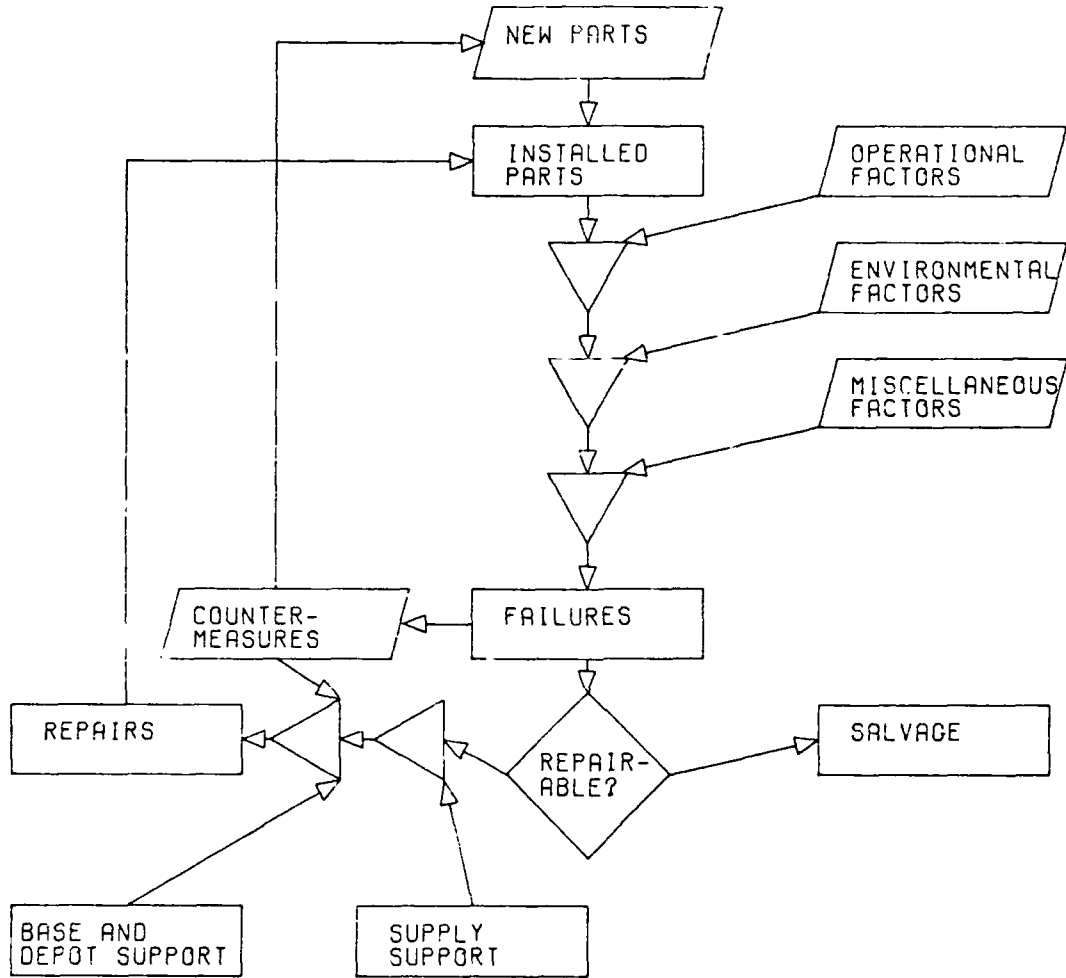 NEW PARTS
INSTALLED
PARTS
OPERATIONAL
FACTORS
ENVIRONMENTAL
FACTORS
MISCELLANEOUS
FACTORS
COUNTER-
MEASURES
FAILURES
REPAIRS
REPAIR-
ABLE?
SALVAGE
BASE AND
DEPOT SUPPORT
SUPPLY
SUPPORT